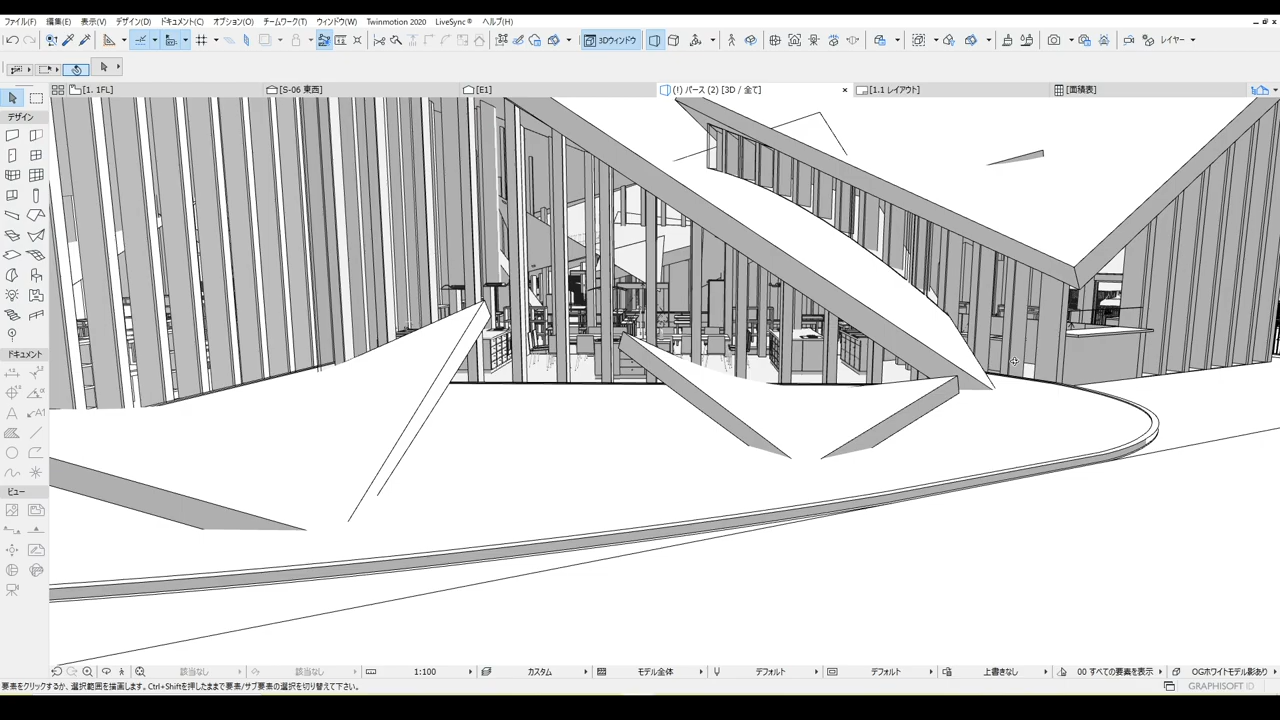 ファイル(F) 編集(E) 表示(V) デザイン(D) ドキュメント(C) オプション(O) チームワーク(T) ウィンドウ(W) Twinmotion 2020 LiveSync® ヘルプ(H)
3Dウィンドウ レイヤー
[1. 1FL] [S-06 東西] [E1] (!) パース (2) [3D / 全て] [1.1 レイアウト] [面積表]
デザイン
ドキュメント
ビュー
該当なし 該当なし 1:100 カスタム モデル全体 デフォルト デフォルト 上書きなし 00 すべての要素を表示 OGホワイトモデル影あり
要素をクリックするか、選択範囲を描画します。Ctrl+Shiftを押したままで要素/サブ要素の選択を切り替えて下さい。
GRAPHISOFT